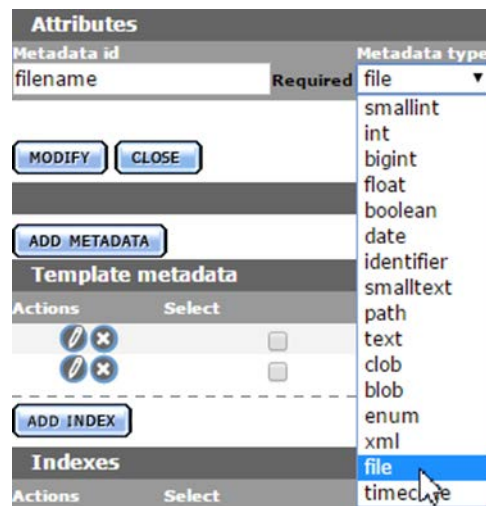 Attributes
Metadata id Metadata type
filename Required file
smallint
int
bigint
float
boolean
date
identifier
smalltext
path
text
clob
blob
enum
xml
file
MODIFY CLOSE
ADD METADATA
Template metadata
Actions Select
ADD INDEX
Indexes
Actions Select